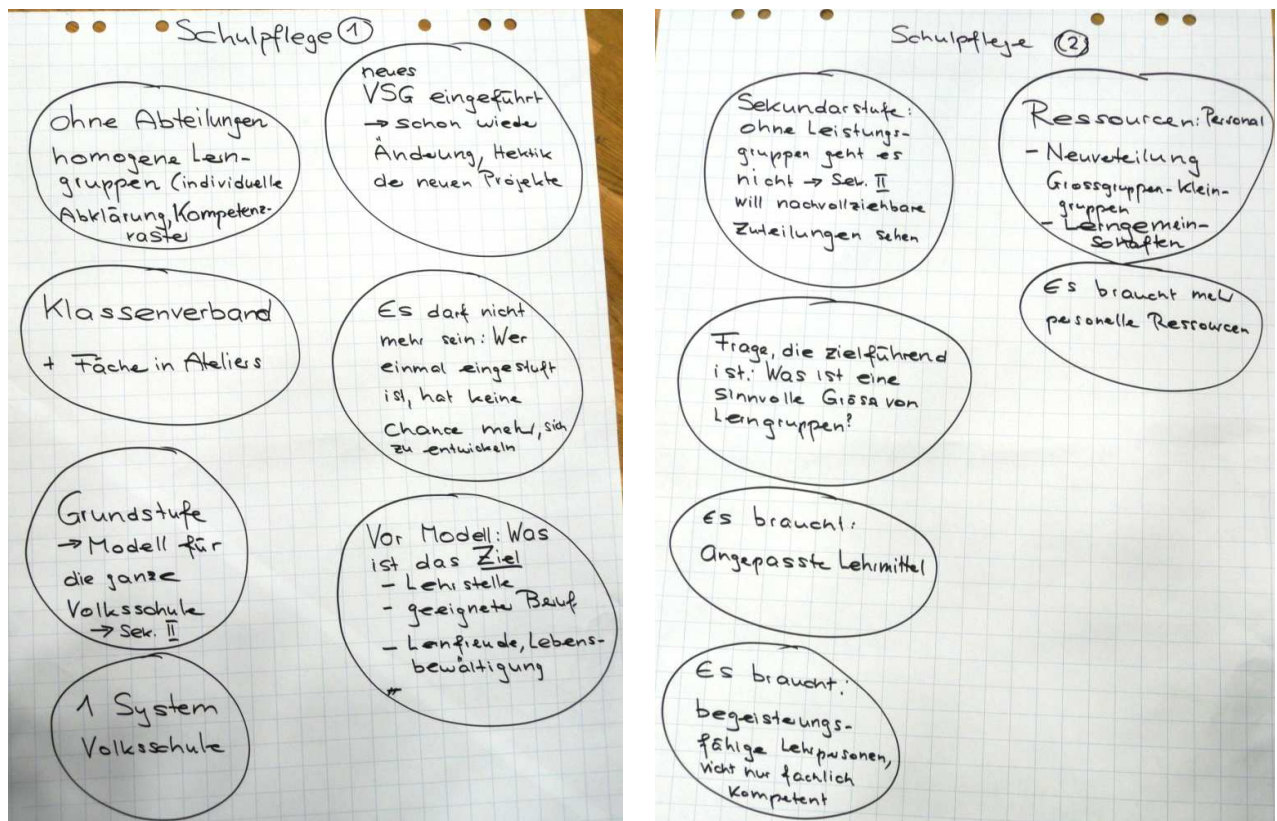 Schulpflege 1
ohne Abteilungen
homogene Lern-
gruppen (individuelle
Abklärung, Kompetenz-
raster
Klassenverband
+ Fächer in Ateliers
Grundstufe
→ Modell für
die ganze
Volksschule
→ Sek. II
1 System
Volksschule
neues
VSG eingeführt
→ schon wieder
Änderung, Hektik
der neuen Projekte
Es darf nicht
mehr sein: Wer
einmal eingestuft
ist, hat keine
Chance mehr, sich
zu entwickeln
Vor Modell: Was
ist das Ziel
- Lehrstelle
- geeigneter Beruf
- Lernfreude, Lebens-
bewältigung
Schulpflege 2
Sekundarstufe:
ohne Leistungs-
gruppen geht es
nicht → Sek. II
will nachvollziehbare
Zuteilungen sehen
Frage, die zielführend
ist: Was ist eine
sinnvolle Grösse von
Lerngruppen?
Es braucht:
Angepasste Lehrmittel
Es braucht:
begeisterungs-
fähige Lehrpersonen,
nicht nur fachlich
kompetent
Ressourcen: Personal
- Neuverteilung
Grossgruppen-Klein-
gruppen
- Lerngemein-
schaften
Es braucht mehr
personelle Ressourcen